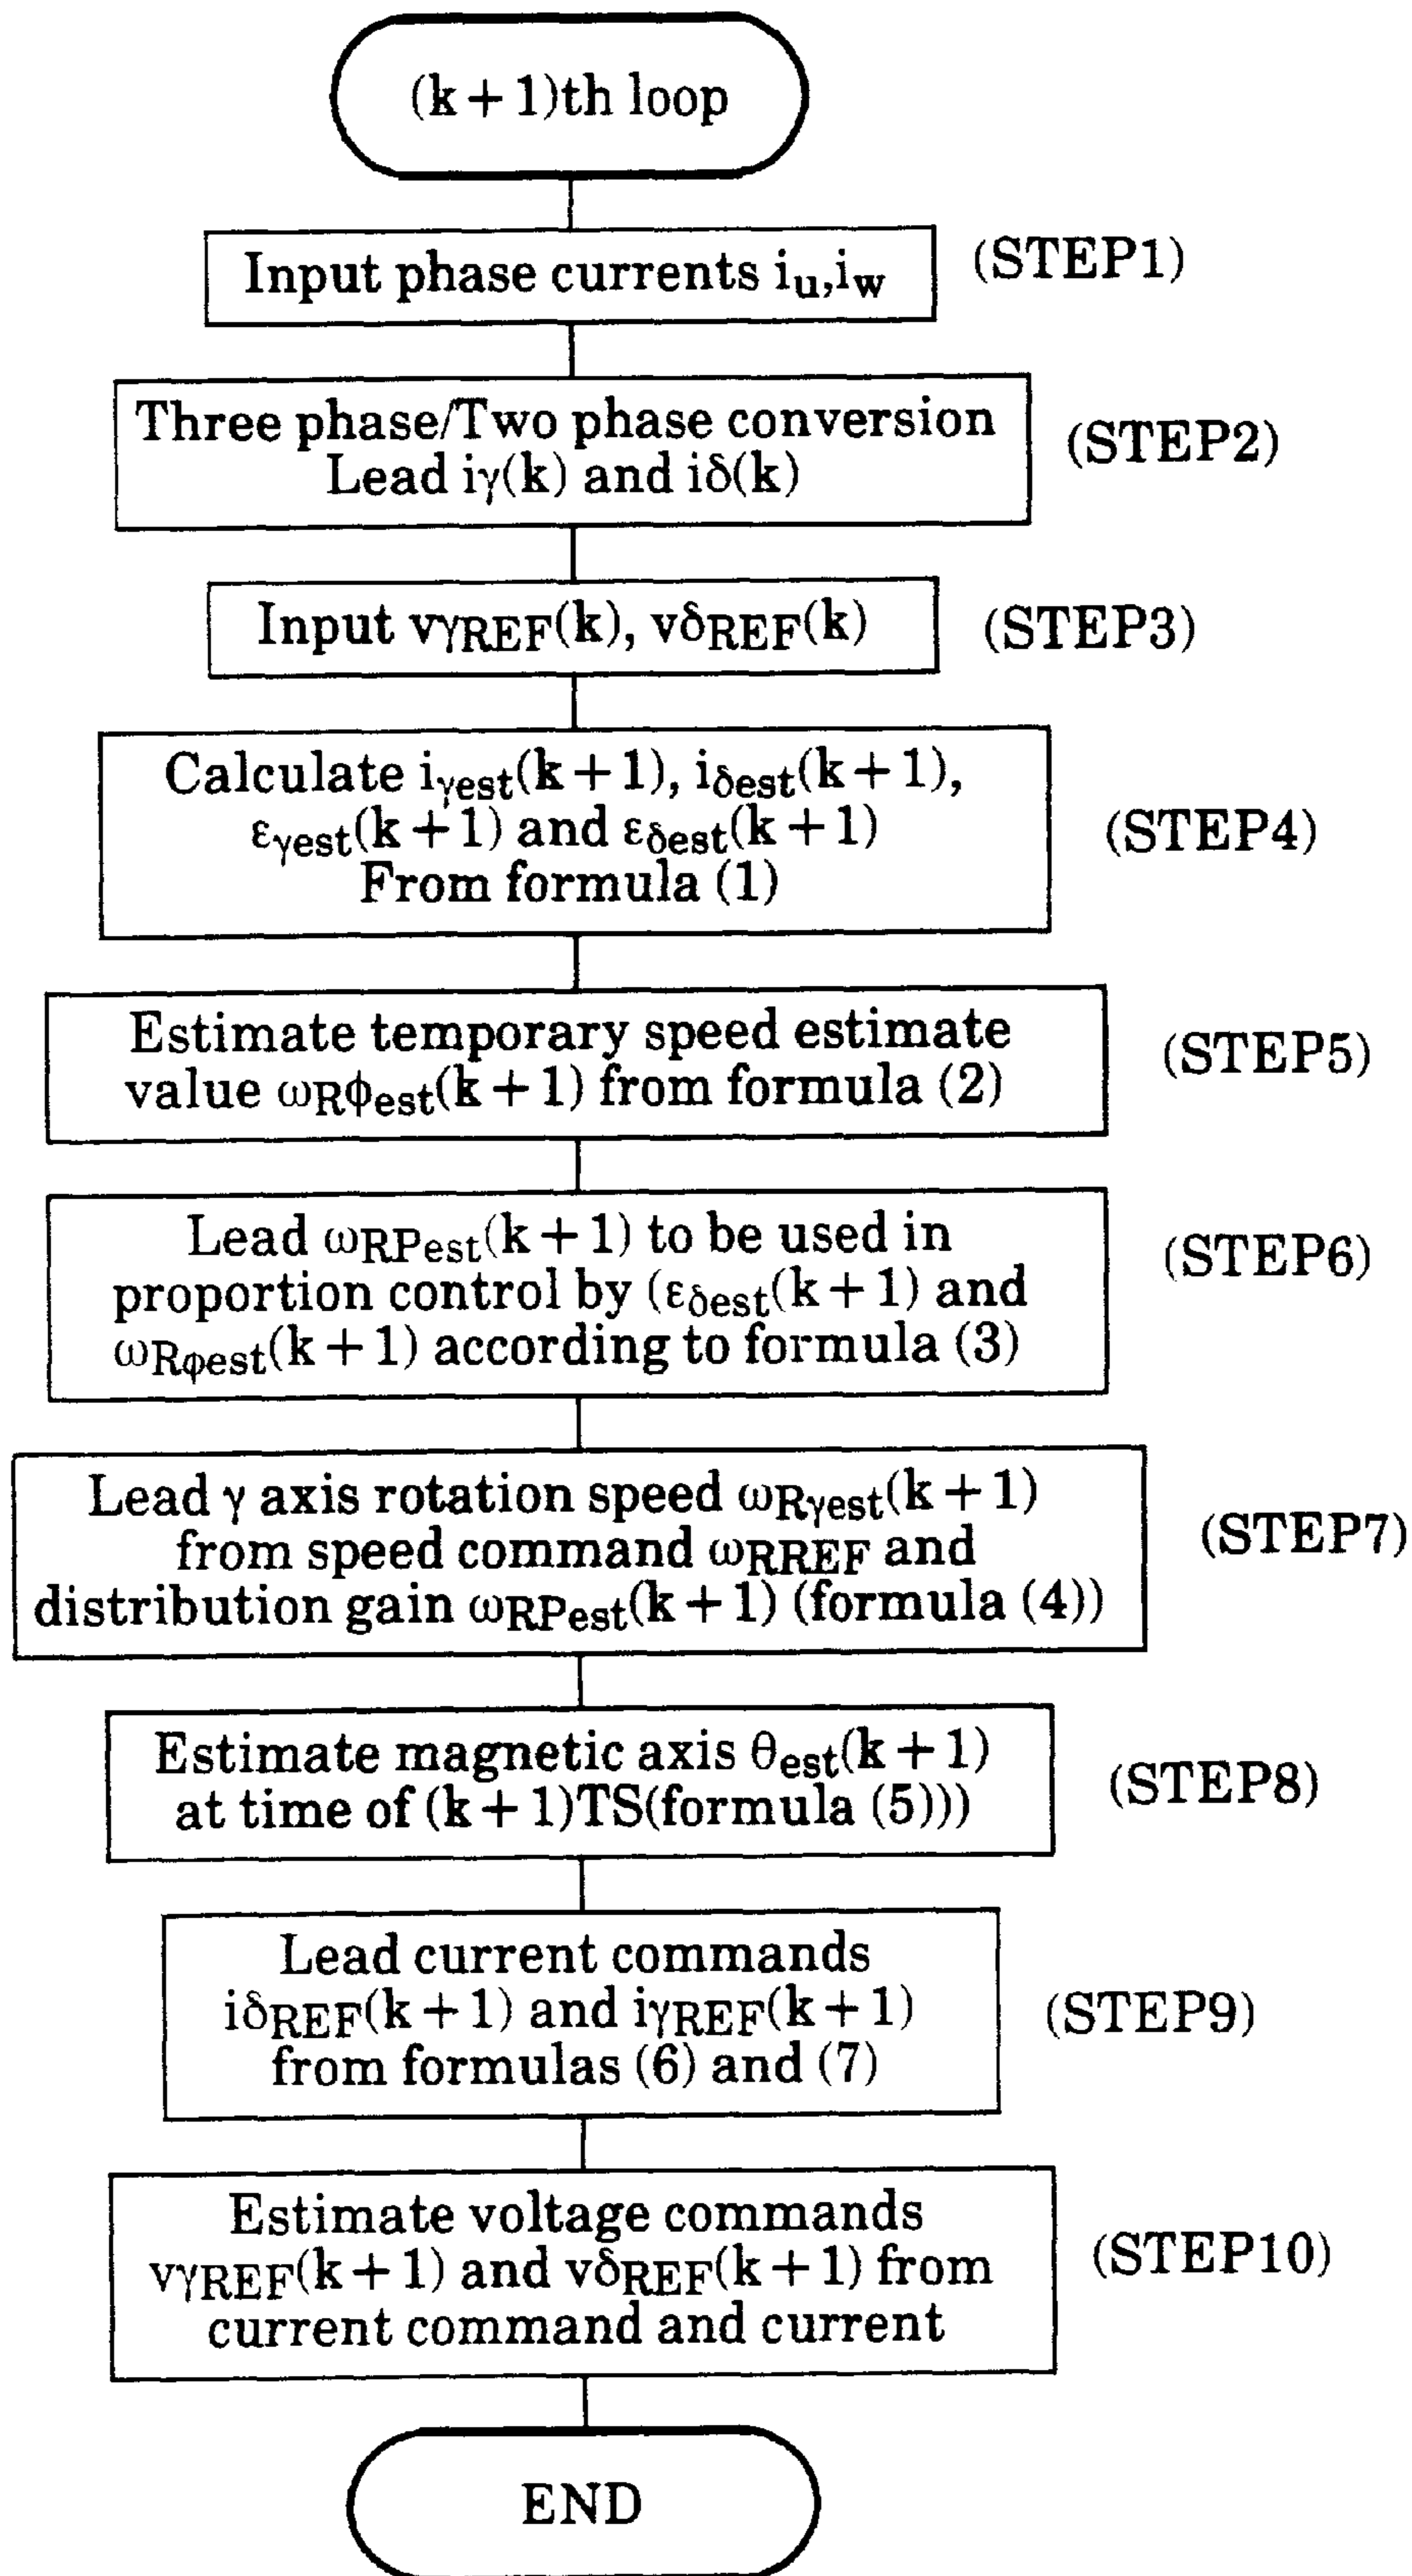 (k+1)th loop
Input phase currents iu,iw
(STEP1)
Three phase/Two phase conversion
Lead iγ(k) and iδ(k)
(STEP2)
Input vγREF(k), vδREF(k)
(STEP3)
Calculate iγest(k+1), iδest(k+1),
εγest(k+1) and εδest(k+1)
From formula (1)
(STEP4)
Estimate temporary speed estimate
value ωRϕest(k+1) from formula (2)
(STEP5)
Lead ωRPest(k+1) to be used in
proportion control by (εδest(k+1) and
ωRφest(k+1) according to formula (3)
(STEP6)
Lead γ axis rotation speed ωRγest(k+1)
from speed command ωRREF and
distribution gain ωRPest(k+1) (formula (4))
(STEP7)
Estimate magnetic axis θest(k+1)
at time of (k+1)TS(formula (5)))
(STEP8)
Lead current commands
iδREF(k+1) and iγREF(k+1)
from formulas (6) and (7)
(STEP9)
Estimate voltage commands
vγREF(k+1) and vδREF(k+1) from
current command and current
(STEP10)
END